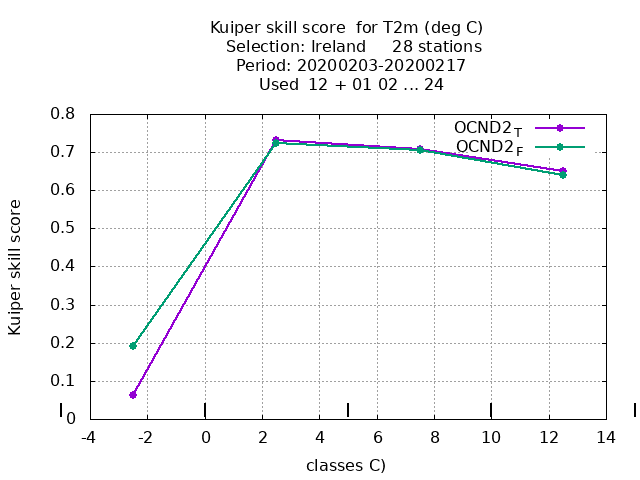 Kuiper skill score  for T2m (deg C)
Selection: Ireland     28 stations
Period: 20200203-20200217
Used  12 + 01 02 ... 24
OCND2_T
OCND2_F
Kuiper skill score
0.8
0.7
0.6
0.5
0.4
0.3
0.2
0.1
0
-4 -2 0 2 4 6 8 10 12 14
classes C)